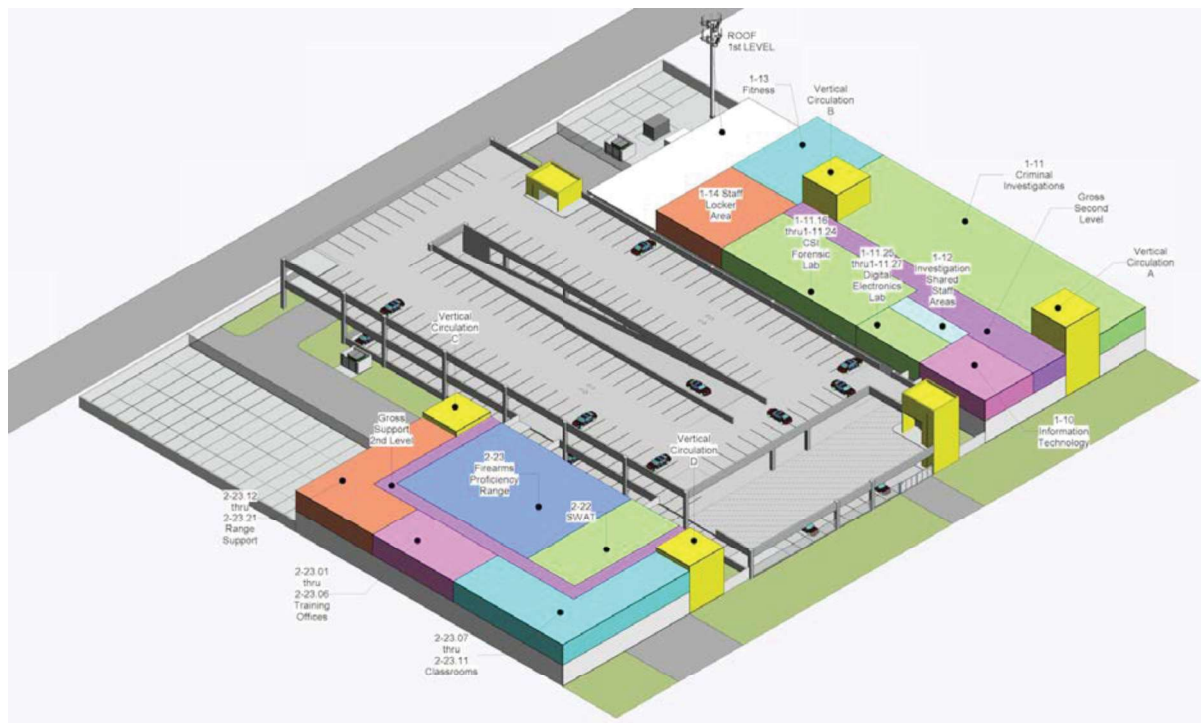 ROOF
1st LEVEL
1-13
Fitness
Vertical
Circulation
B
1-11
Criminal
Investigations
Gross
Second
Level
Vertical
Circulation
A
1-14 Staff
Locker
Area
1-11.16
thru1-11.24
CSI
Forensic
Lab
1-11.25
thru1-11.27
Digital
Electronics
Lab
1-12
Investigation
Shared
Staff
Areas
Vertical
Circulation
C
Gross
Support
2nd Level
2-23
Firearms
Proficiency
Range
Vertical
Circulation
D
1-10
Information
Technology
2-22
SWAT
2-23.12
thru
2-23.21
Range
Support
2-23.01
thru
2-23.06
Training
Offices
2-23.07
thru
2-23.11
Classrooms